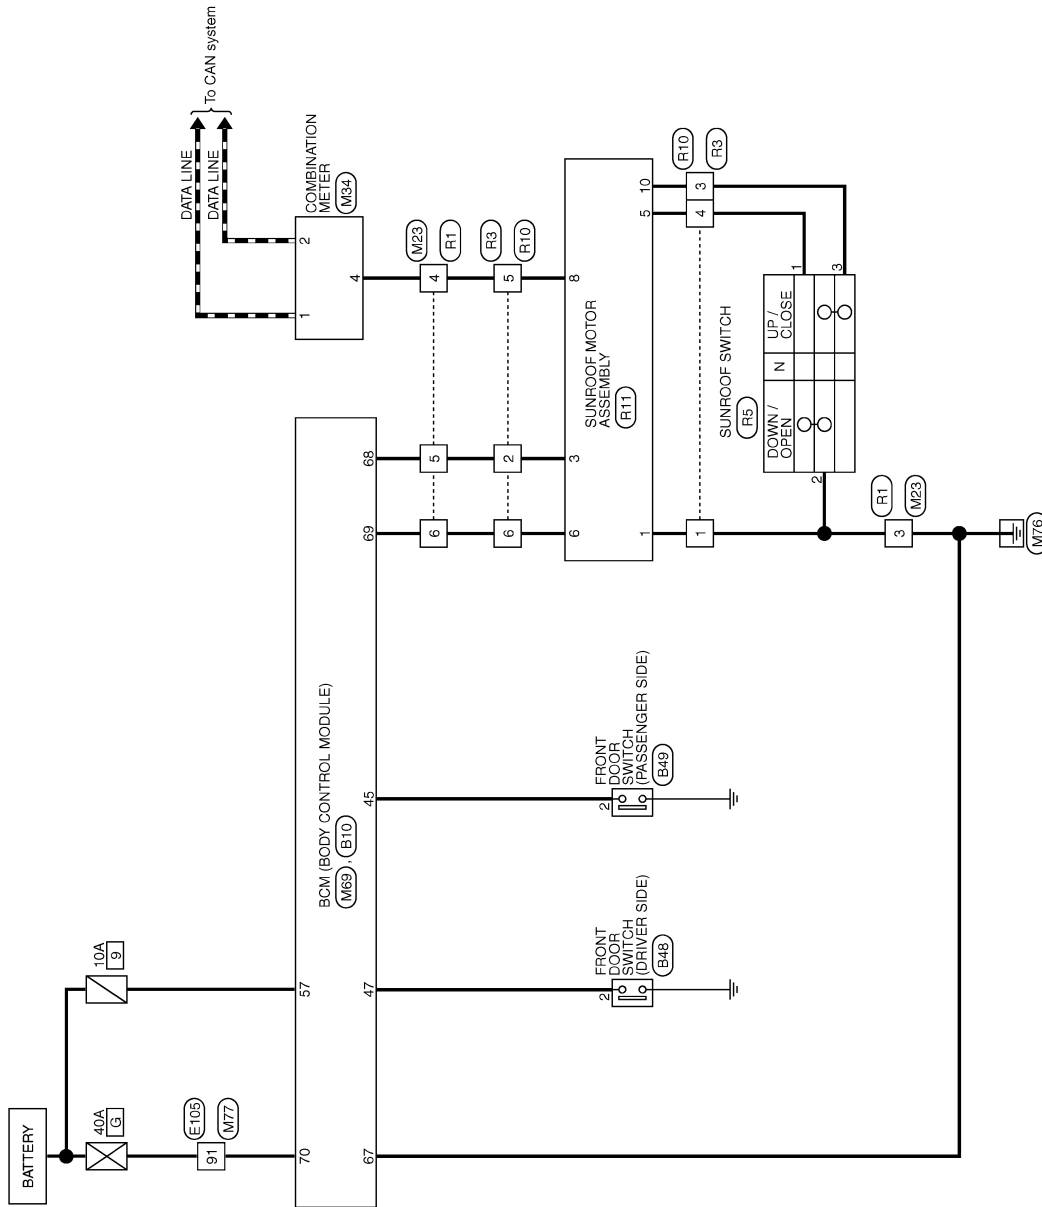 BATTERY
40A
G
10A
9
E105
91
M77
70
57
BCM (BODY CONTROL MODULE)
M69 , B10
67
47
45
69
68
FRONT
DOOR
SWITCH
(DRIVER SIDE)
B48
2
FRONT
DOOR
SWITCH
(PASSENGER SIDE)
B49
2
To CAN system
DATA LINE
DATA LINE
COMBINATION
METER
M34
1
2
4
M23
6
5
4
R1
R3
6
2
5
R10
6
3
8
SUNROOF MOTOR
ASSEMBLY
R11
1
5
10
R10
1
4
3
R3
SUNROOF SWITCH
R5
DOWN /
OPEN
N
UP /
CLOSE
1
2
3
R1
3
M23
M76